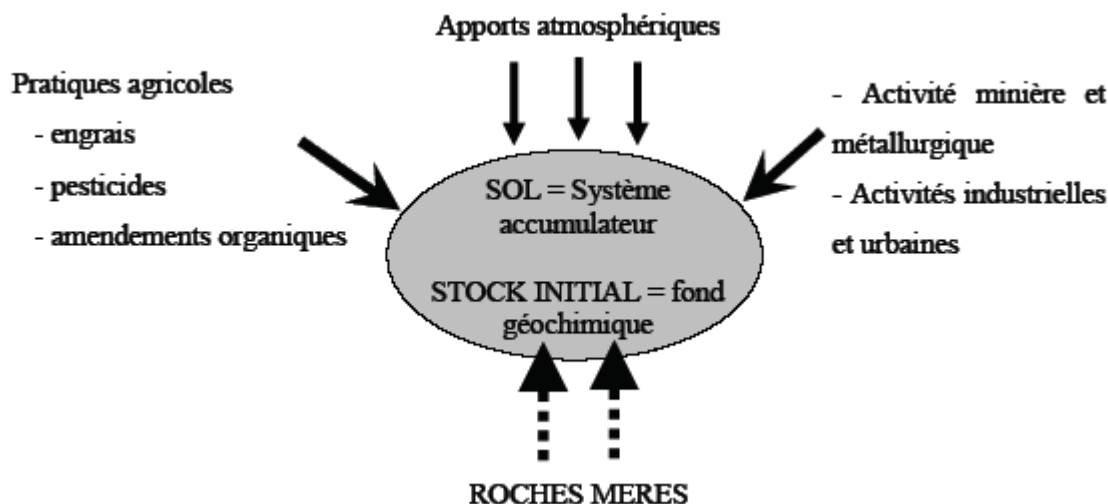 Apports atmosphériques
Pratiques agricoles
- engrais
- pesticides
- amendements organiques
- Activité minière et
métallurgique
- Activités industrielles
et urbaines
SOL = Système
accumulateur
STOCK INITIAL = fond
géochimique
ROCHES MERES